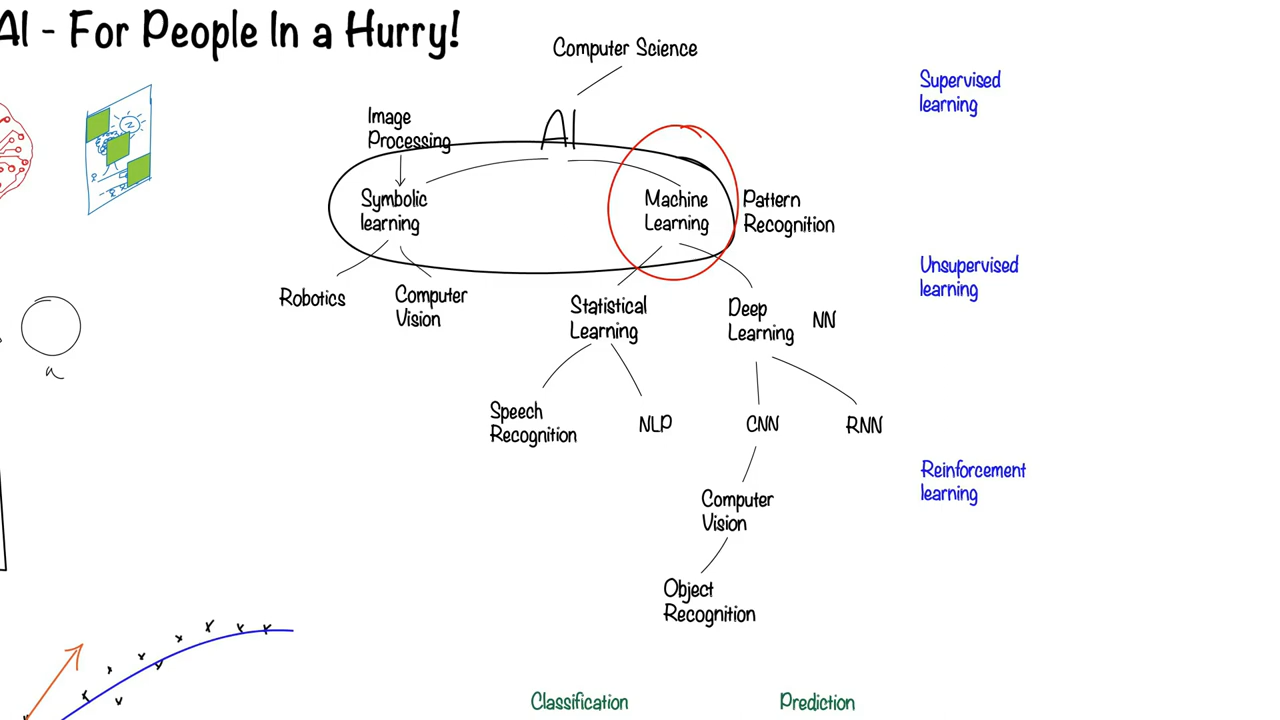 AI - For People In a Hurry!
Computer Science
AI
Image
Processing
Symbolic
learning
Machine
Learning
Pattern
Recognition
Robotics
Computer
Vision
Statistical
Learning
Deep
Learning
NN
Speech
Recognition
NLP
CNN
RNN
Computer
Vision
Object
Recognition
Supervised
learning
Unsupervised
learning
Reinforcement
learning
a
Classification
Prediction